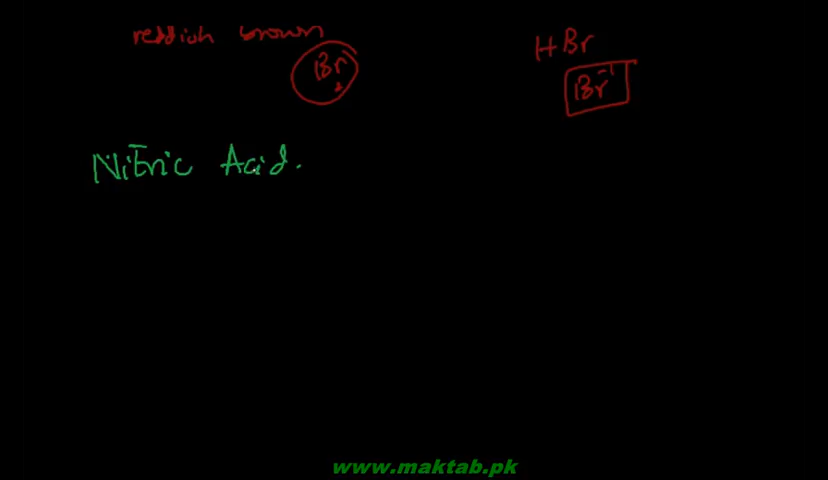 reddish brown
Br2
HBr
Br-1
Nitric Acid.
www.maktab.pk